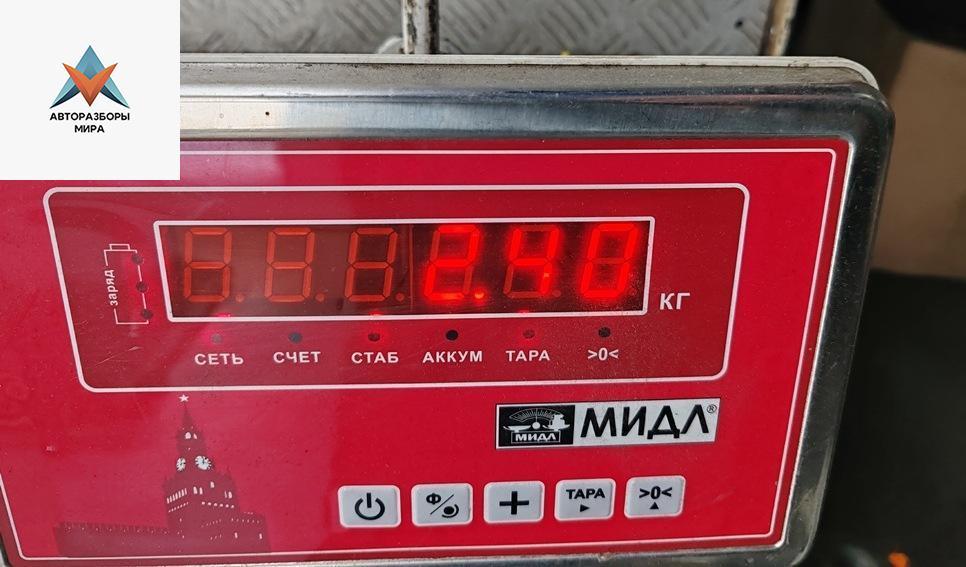 АВТОРАЗБОРЫ
МИРА
2.40
заряд
КГ
СЕТЬ СЧЕТ СТАБ АККУМ ТАРА >0<
МИДЛ МИДЛ®
Ф/ + ТАРА >0<